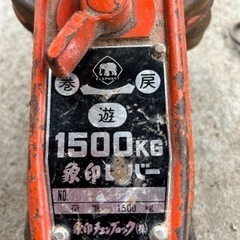 ELEPHANT
巻 一 戻
遊
1500KG
象印レバー
NO.
荷重 1500 KG
象印チェンブロック(株)